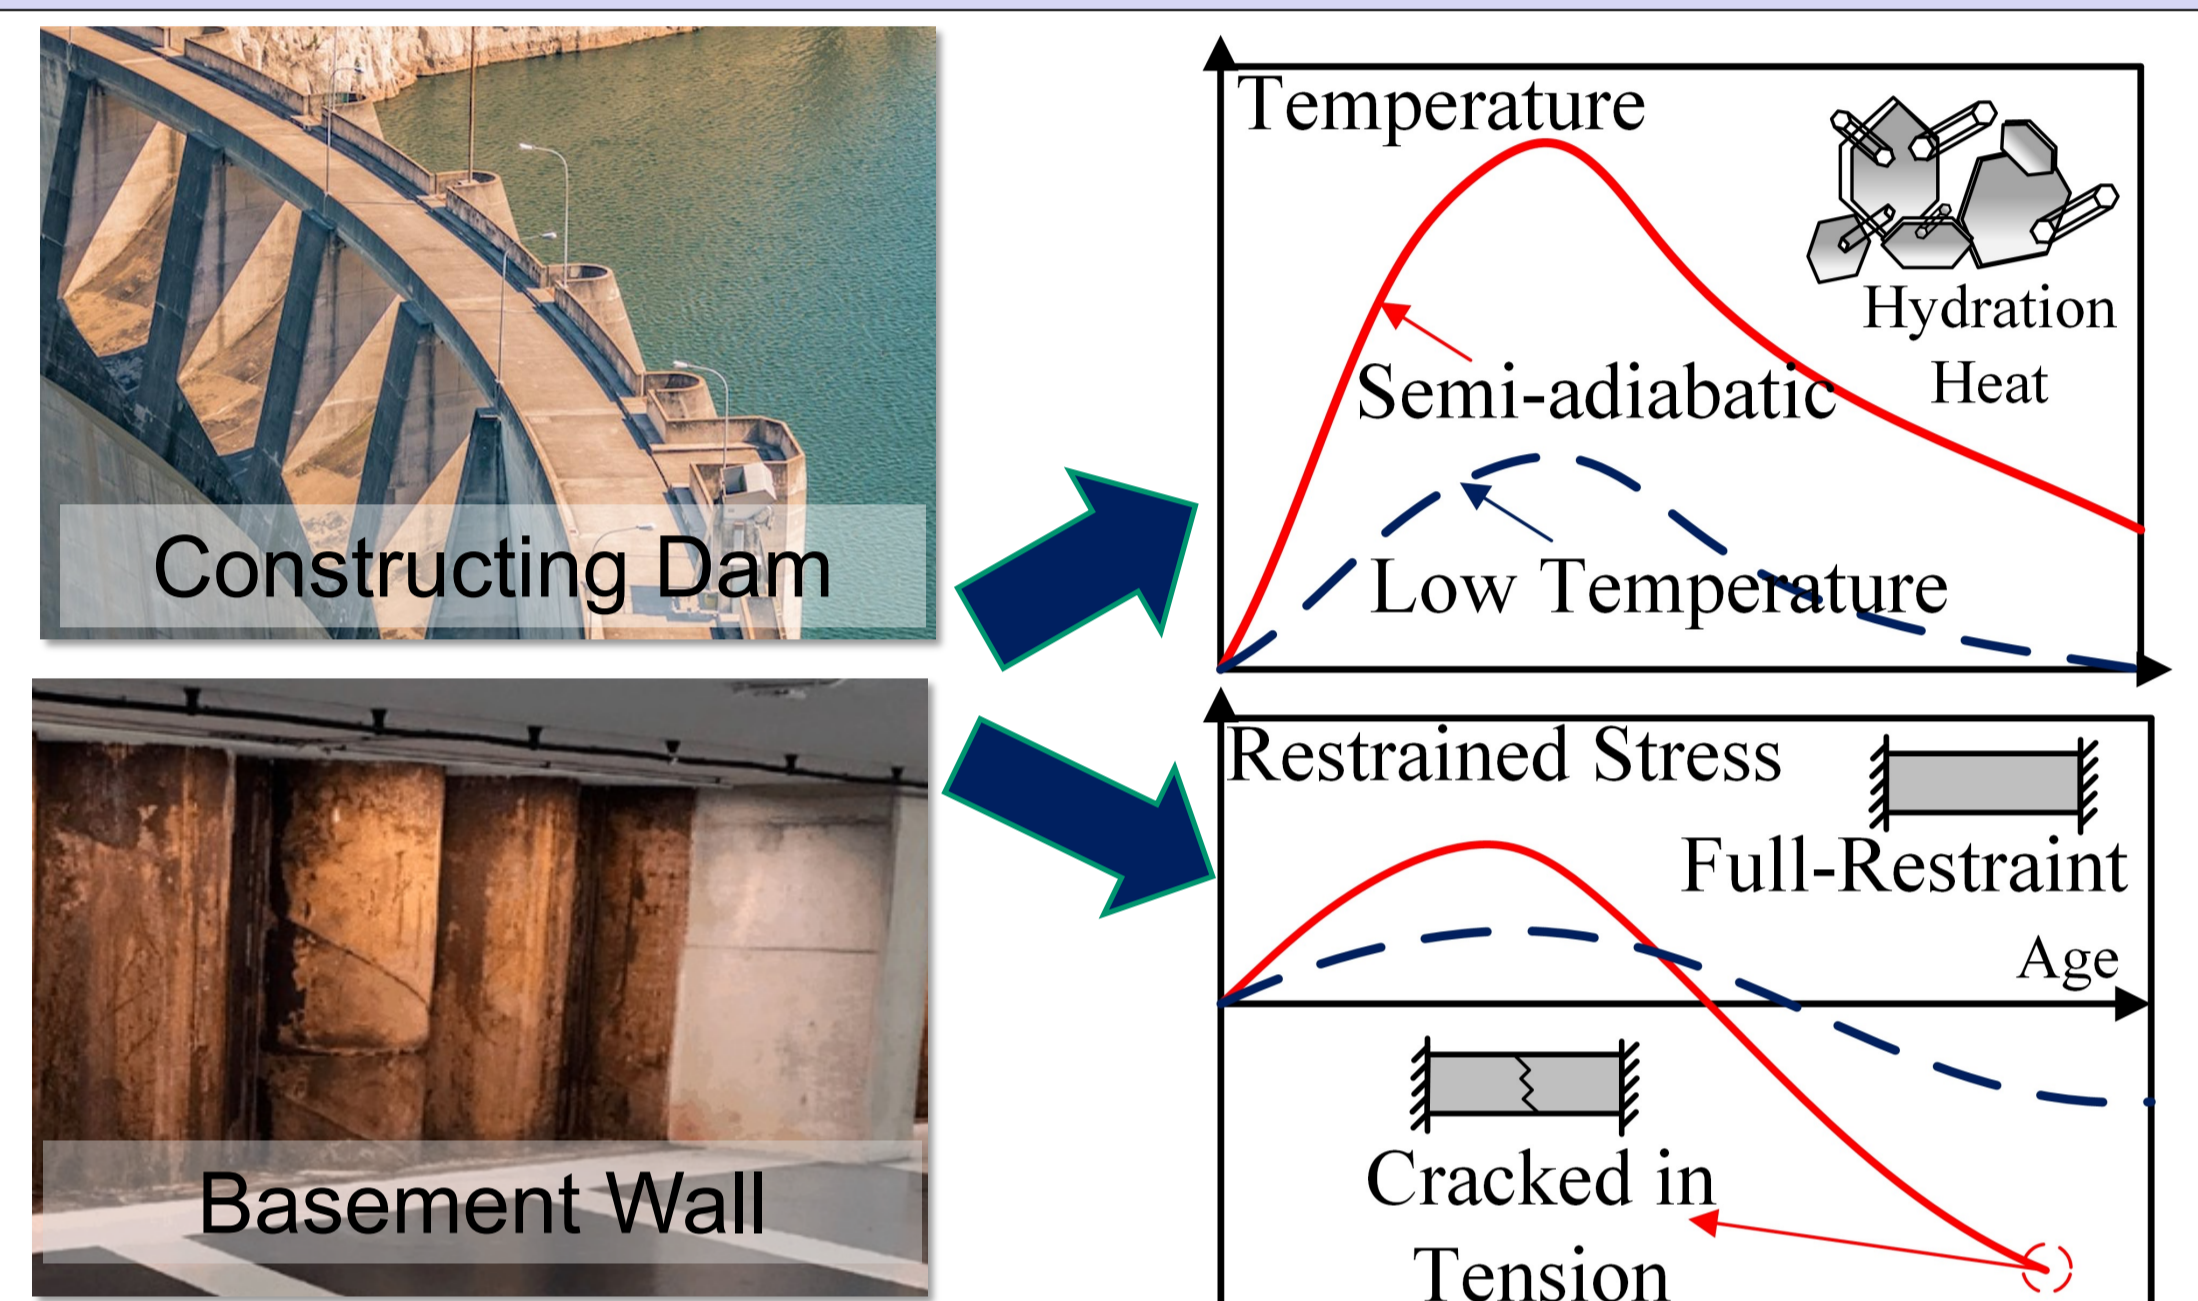 Constructing Dam
Basement Wall
Temperature
Hydration
Heat
Semi-adiabatic
Low Temperature
Restrained Stress
Full-Restraint
Age
Cracked in
Tension